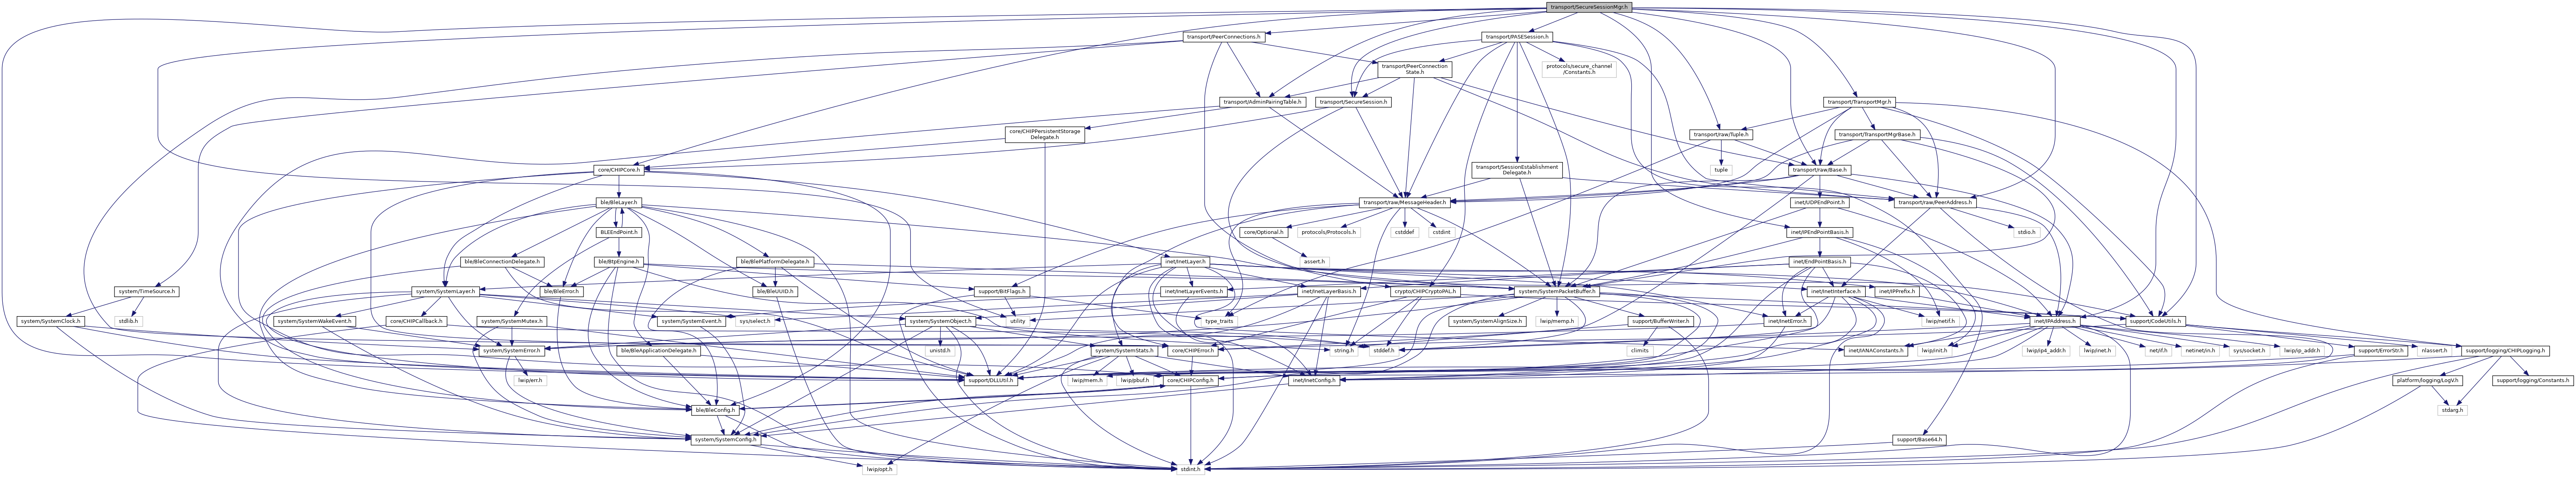 transport/SecureSessionMgr.h
transport/PeerConnections.h
transport/PASESession.h
transport/PeerConnection
State.h
protocols/secure_channel
/Constants.h
transport/AdminPairingTable.h
transport/SecureSession.h
transport/TransportMgr.h
core/CHIPPersistentStorage
Delegate.h
transport/raw/Tuple.h
transport/TransportMgrBase.h
core/CHIPCore.h
transport/SessionEstablishment
Delegate.h
tuple
transport/raw/Base.h
ble/BleLayer.h
transport/raw/MessageHeader.h
inet/UDPEndPoint.h
transport/raw/PeerAddress.h
BLEEndPoint.h
core/Optional.h
protocols/Protocols.h
cstddef
cstdint
inet/IPEndPointBasis.h
stdio.h
ble/BleConnectionDelegate.h
ble/BtpEngine.h
ble/BlePlatformDelegate.h
inet/InetLayer.h
assert.h
inet/EndPointBasis.h
system/TimeSource.h
system/SystemLayer.h
ble/BleError.h
ble/BleUUID.h
support/BitFlags.h
inet/InetLayerEvents.h
inet/InetLayerBasis.h
crypto/CHIPCryptoPAL.h
system/SystemPacketBuffer.h
inet/InetInterface.h
inet/IPPrefix.h
system/SystemClock.h
stdlib.h
system/SystemWakeEvent.h
core/CHIPCallback.h
system/SystemMutex.h
system/SystemEvent.h
sys/select.h
system/SystemObject.h
utility
type_traits
system/SystemAlignSize.h
lwip/memp.h
support/BufferWriter.h
inet/InetError.h
lwip/netif.h
inet/IPAddress.h
support/CodeUtils.h
system/SystemError.h
ble/BleApplicationDelegate.h
unistd.h
system/SystemStats.h
core/CHIPError.h
string.h
stddef.h
climits
inet/IANAConstants.h
lwip/init.h
lwip/ip4_addr.h
lwip/inet.h
net/if.h
netinet/in.h
sys/socket.h
lwip/ip_addr.h
support/ErrorStr.h
nlassert.h
support/logging/CHIPLogging.h
lwip/err.h
support/DLLUtil.h
lwip/mem.h
lwip/pbuf.h
core/CHIPConfig.h
inet/InetConfig.h
platform/logging/LogV.h
support/logging/Constants.h
ble/BleConfig.h
stdarg.h
system/SystemConfig.h
support/Base64.h
lwip/opt.h
stdint.h